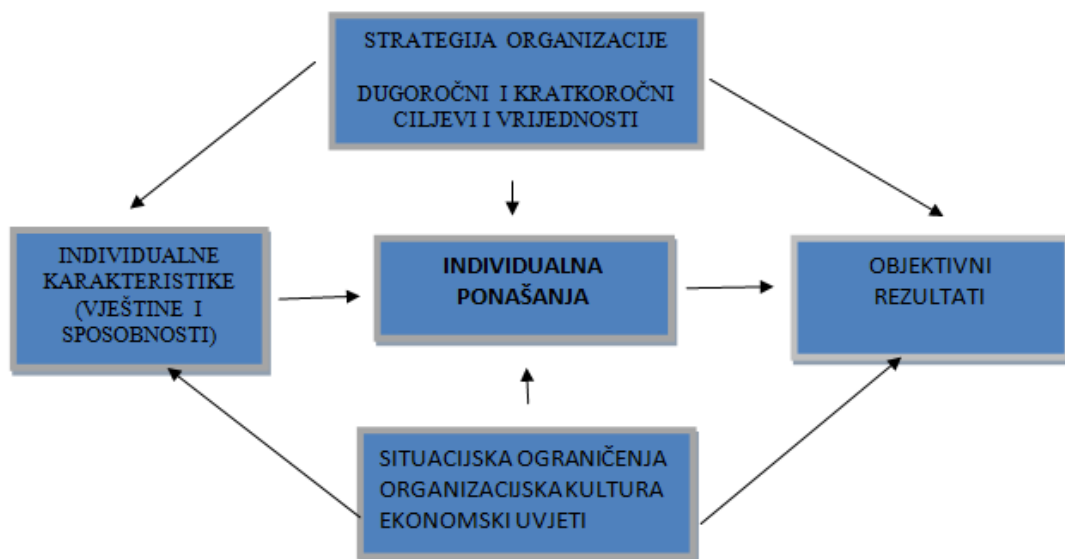 STRATEGIJA ORGANIZACIJE
DUGOROČNI I KRATKOROČNI
CILJEVI I VRIJEDNOSTI
INDIVIDUALNE
KARAKTERISTIKE
(VJEŠTINE I
SPOSOBNOSTI)
INDIVIDUALNA
PONAŠANJA
OBJEKTIVNI
REZULTATI
SITUACIJSKA OGRANIČENJA
ORGANIZACIJSKA KULTURA
EKONOMSKI UVJETI